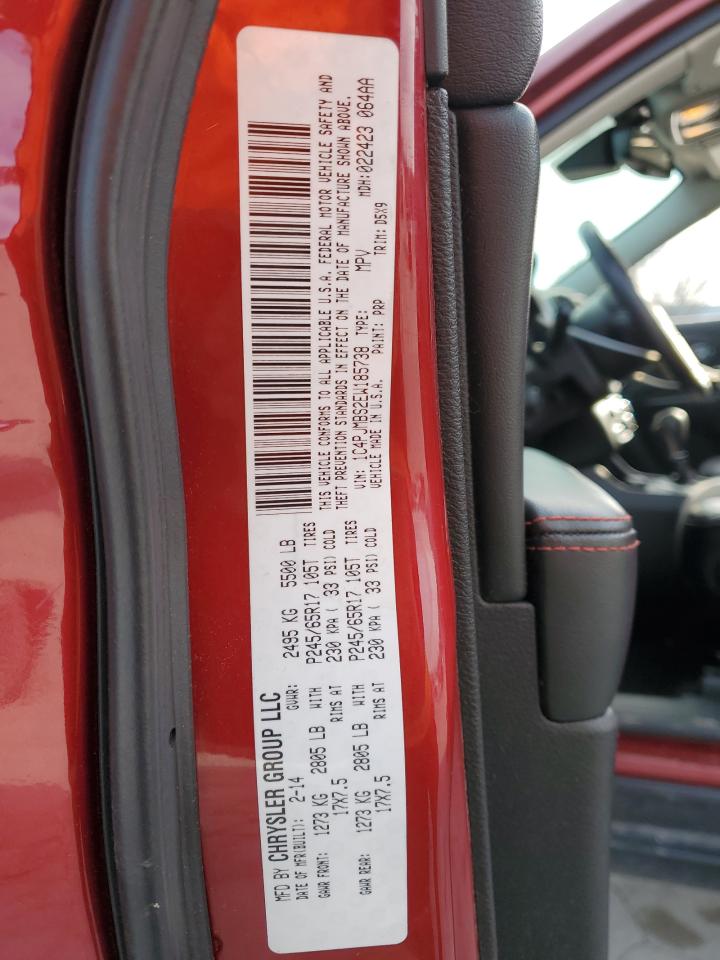 MFD BY CHRYSLER GROUP LLC
DATE OF MFR(BUILT): 2-14 GVWR: 2495 KG 5500 LB
GAWR FRONT: 1273 KG 2805 LB WITH P245/65R17 105T TIRES
17X7.5 RIMS AT 230 KPA ( 33 PSI) COLD
GAWR REAR: 1273 KG 2805 LB WITH P245/65R17 105T TIRES
17X7.5 RIMS AT 230 KPA ( 33 PSI) COLD
THIS VEHICLE CONFORMS TO ALL APPLICABLE U.S.A. FEDERAL MOTOR VEHICLE SAFETY AND
THEFT PREVENTION STANDARDS IN EFFECT ON THE DATE OF MANUFACTURE SHOWN ABOVE.
VIN: 1C4PJMBS2EW185738 TYPE: MPV MDH:022423 064AA
VEHICLE MADE IN U.S.A. PAINT: PRP TRIM: D5X9